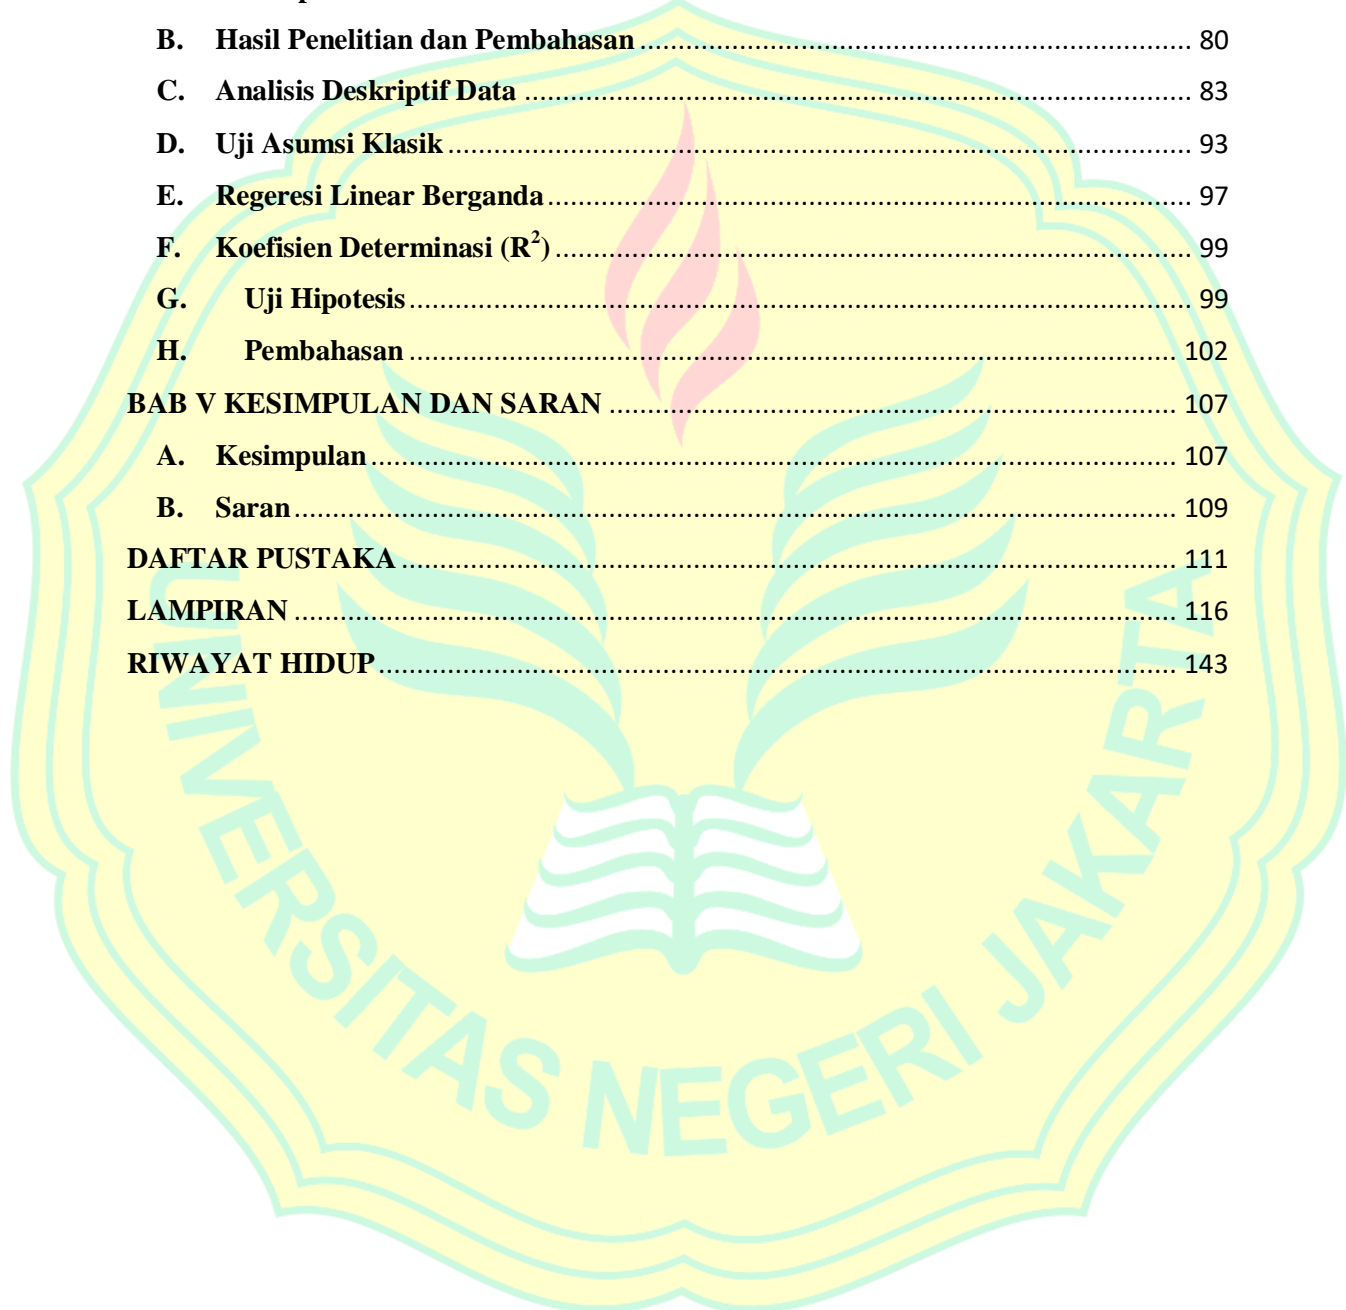 B. Hasil Penelitian dan Pembahasan ........ 80
C. Analisis Deskriptif Data ........ 83
D. Uji Asumsi Klasik ........ 93
E. Regeresi Linear Berganda ........ 97
F. Koefisien Determinasi (R²) ........ 99
G. Uji Hipotesis ........ 99
H. Pembahasan ........ 102
BAB V KESIMPULAN DAN SARAN ........ 107
A. Kesimpulan ........ 107
B. Saran ........ 109
DAFTAR PUSTAKA ........ 111
LAMPIRAN ........ 116
RIWAYAT HIDUP ........ 143
UNIVERSITAS NEGERI JAKARTA